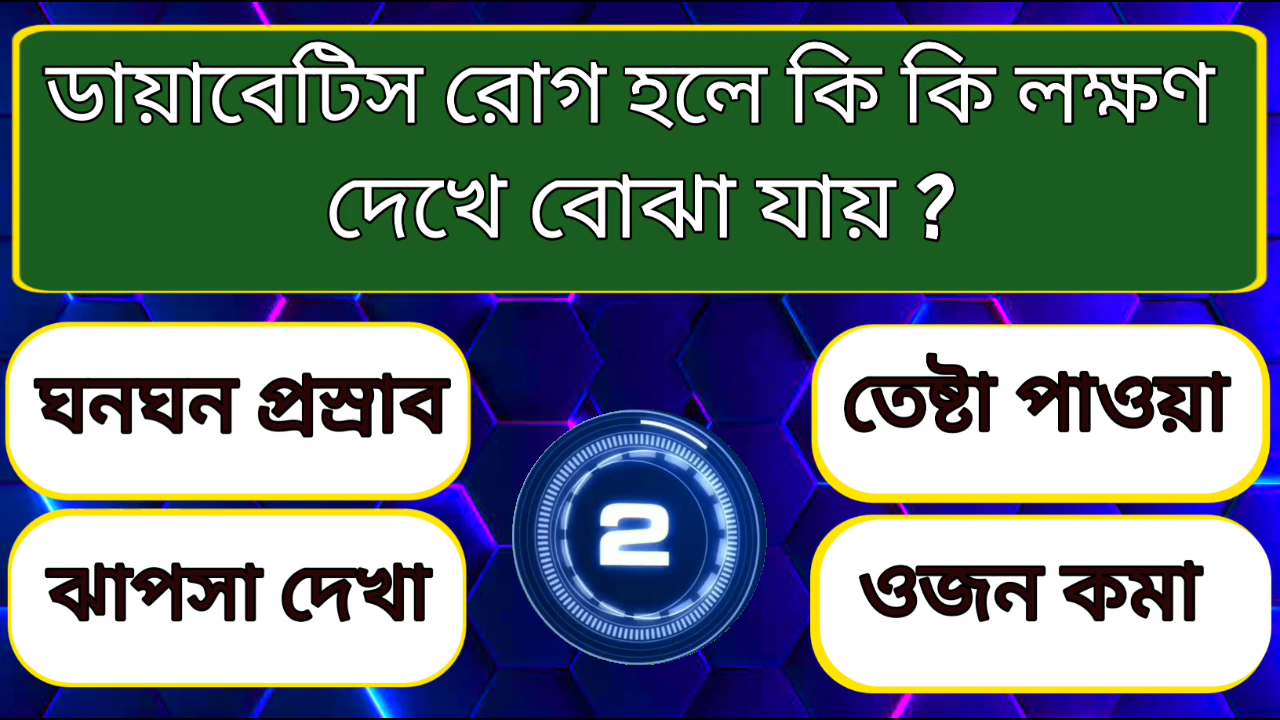 ডায়াবেটিস রোগ হলে কি কি লক্ষণ
দেখে বোঝা যায় ?
ঘনঘন প্রস্রাব
তেষ্টা পাওয়া
2
ঝাপসা দেখা
ওজন কমা